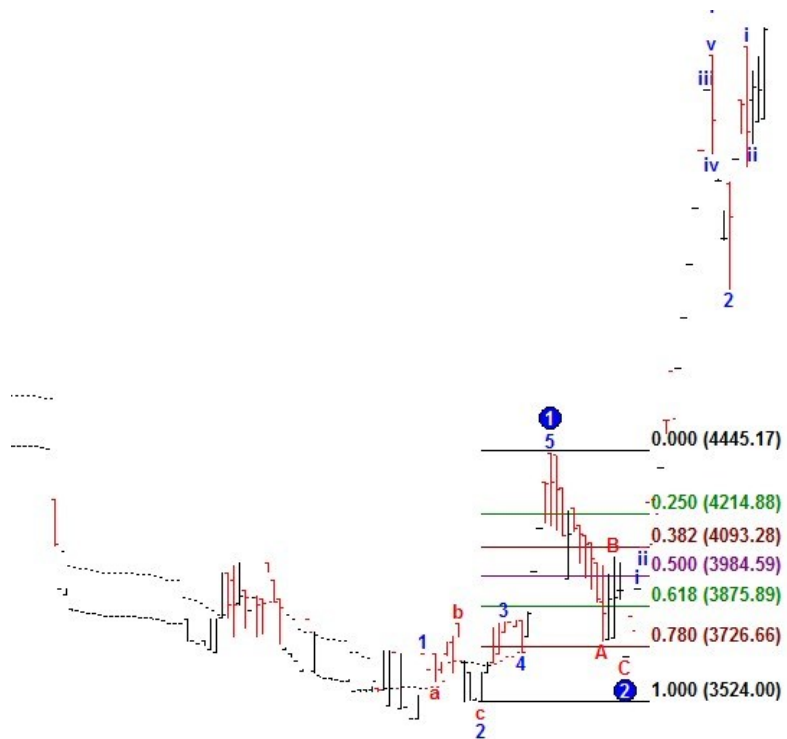 v
i
iii
iv
ii
2
1
5
0.000 (4445.17)
0.250 (4214.88)
0.382 (4093.28)
B
ii
0.500 (3984.59)
i
0.618 (3875.89)
b
3
1
4
0.780 (3726.66)
A
C
a
2
1.000 (3524.00)
c
2